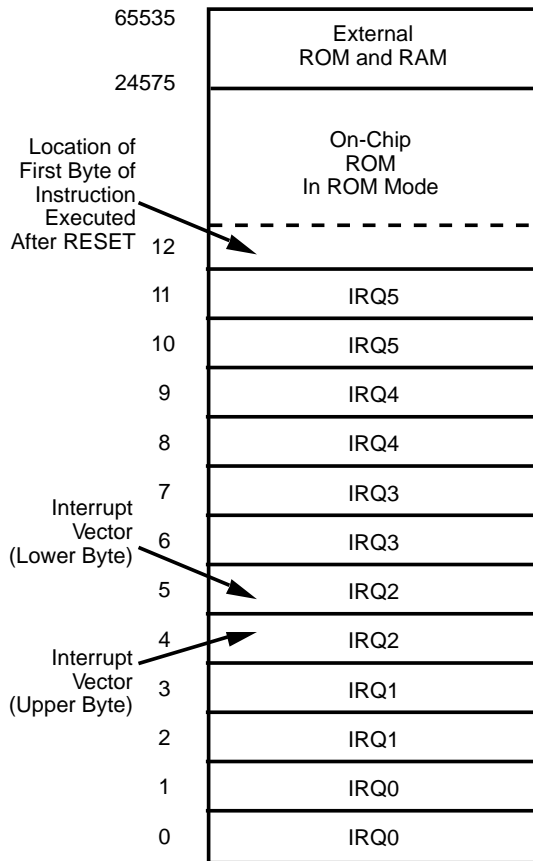 65535
External
ROM and RAM
24575
On-Chip
ROM
In ROM Mode
Location of
First Byte of
Instruction
Executed
After RESET
12
11
IRQ5
10
IRQ5
9
IRQ4
8
IRQ4
7
IRQ3
Interrupt
Vector
(Lower Byte)
6
IRQ3
5
IRQ2
4
IRQ2
Interrupt
Vector
(Upper Byte)
3
IRQ1
2
IRQ1
1
IRQ0
0
IRQ0